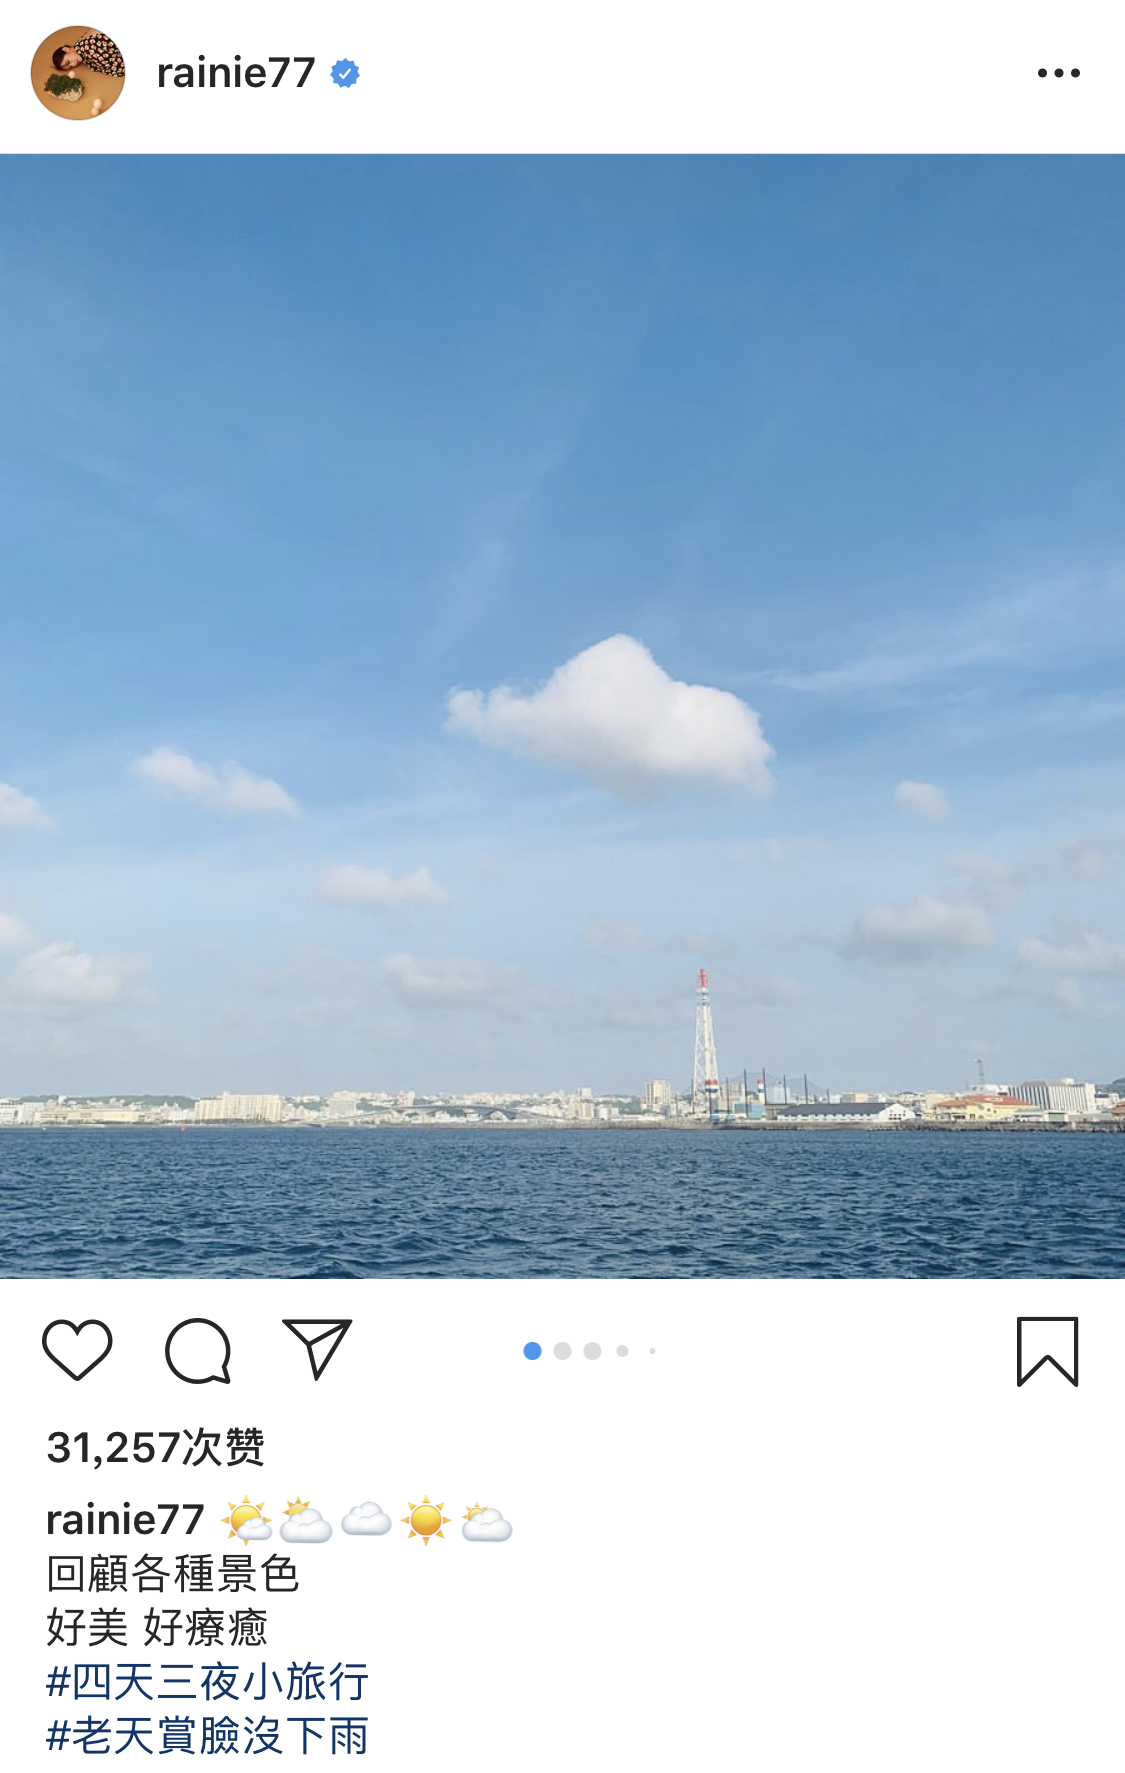 rainie77
31,257次赞
rainie77 🌤⛅☁☀🌥
回顧各種景色
好美 好療癒
#四天三夜小旅行
#老天賞臉沒下雨